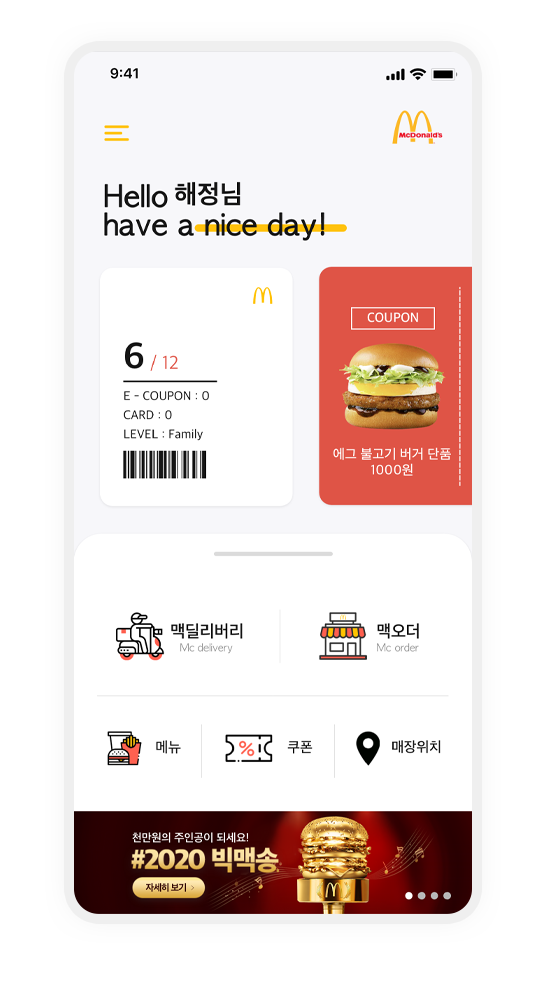 9:41
McDonald's
Hello 해정님
have a nice day!
6 / 12
E - COUPON : 0
CARD : 0
LEVEL : Family
COUPON
에그 불고기 버거 단품
1000원
맥딜리버리
Mc delivery
맥오더
Mc order
메뉴
쿠폰
매장위치
천만원의 주인공이 되세요!
#2020 빅맥송
자세히 보기 >